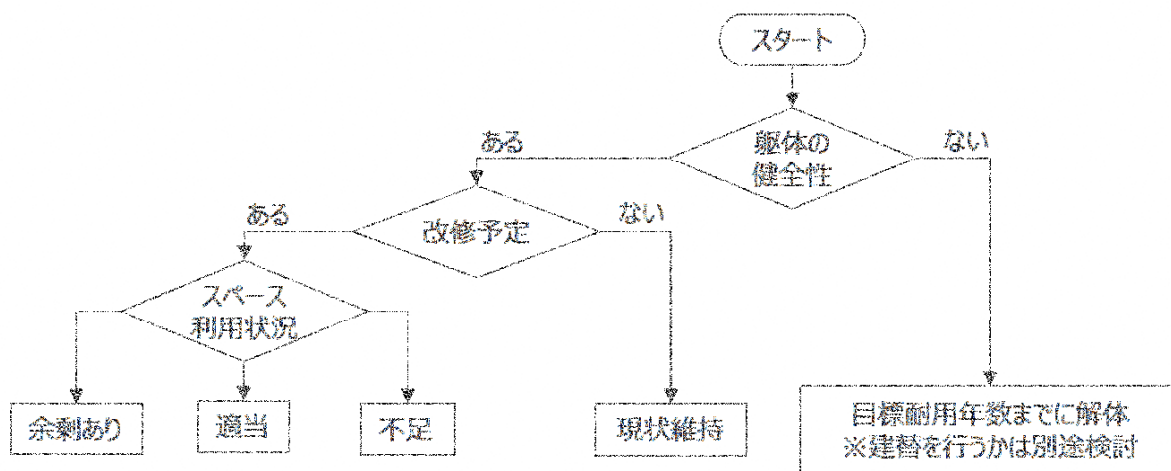 スタート
躯体の
健全性
ある
ない
改修予定
ある
ない
スペース
利用状況
余剰あり
適当
不足
現状維持
目標耐用年数までに解体
※建替を行うかは別途検討